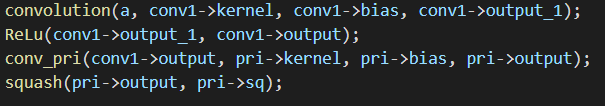 convolution(a, conv1->kernel, conv1->bias, conv1->output_1);
ReLu(conv1->output_1, conv1->output);
conv_pri(conv1->output, pri->kernel, pri->bias, pri->output);
squash(pri->output, pri->sq);